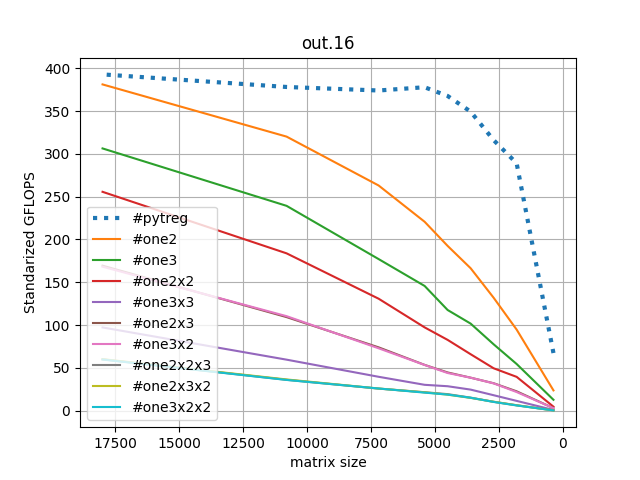 out.16
400
350
300
250
200
150
100
50
0
Standarized GFLOPS
#pytreg
#one2
#one3
#one2x2
#one3x3
#one2x3
#one3x2
#one2x2x3
#one2x3x2
#one3x2x2
17500 15000 12500 10000 7500 5000 2500 0
matrix size